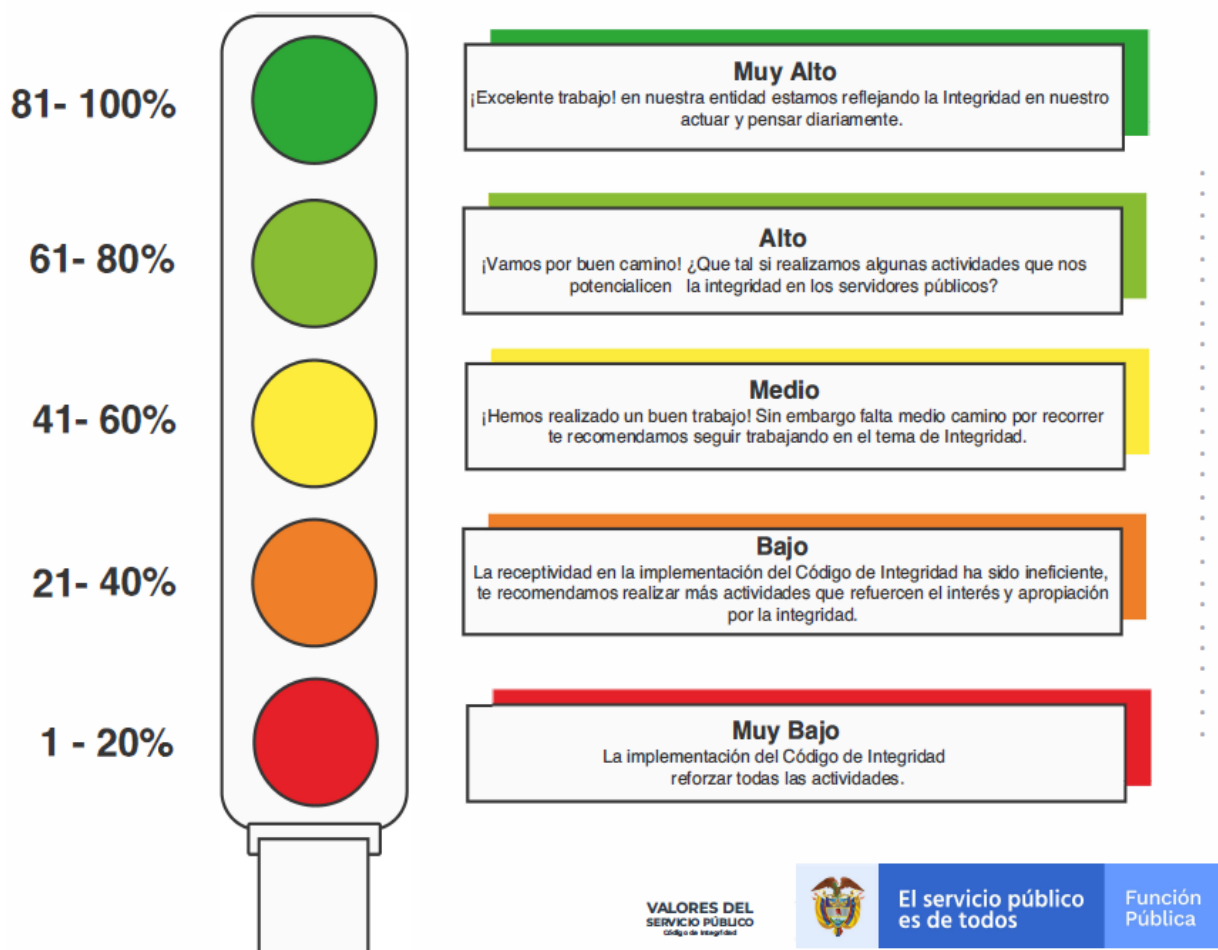 81- 100%
Muy Alto
¡Excelente trabajo! en nuestra entidad estamos reflejando la Integridad en nuestro
actuar y pensar diariamente.
61- 80%
Alto
¡Vamos por buen camino! ¿Que tal si realizamos algunas actividades que nos
potencialicen la integridad en los servidores públicos?
41- 60%
Medio
¡Hemos realizado un buen trabajo! Sin embargo falta medio camino por recorrer
te recomendamos seguir trabajando en el tema de Integridad.
21- 40%
Bajo
La receptividad en la implementación del Código de Integridad ha sido ineficiente,
te recomendamos realizar más actividades que refuercen el interés y apropiación
por la integridad.
1 - 20%
Muy Bajo
La implementación del Código de Integridad
reforzar todas las actividades.
VALORES DEL
SERVICIO PÚBLICO
Código de Integridad
El servicio público
es de todos
Función
Pública